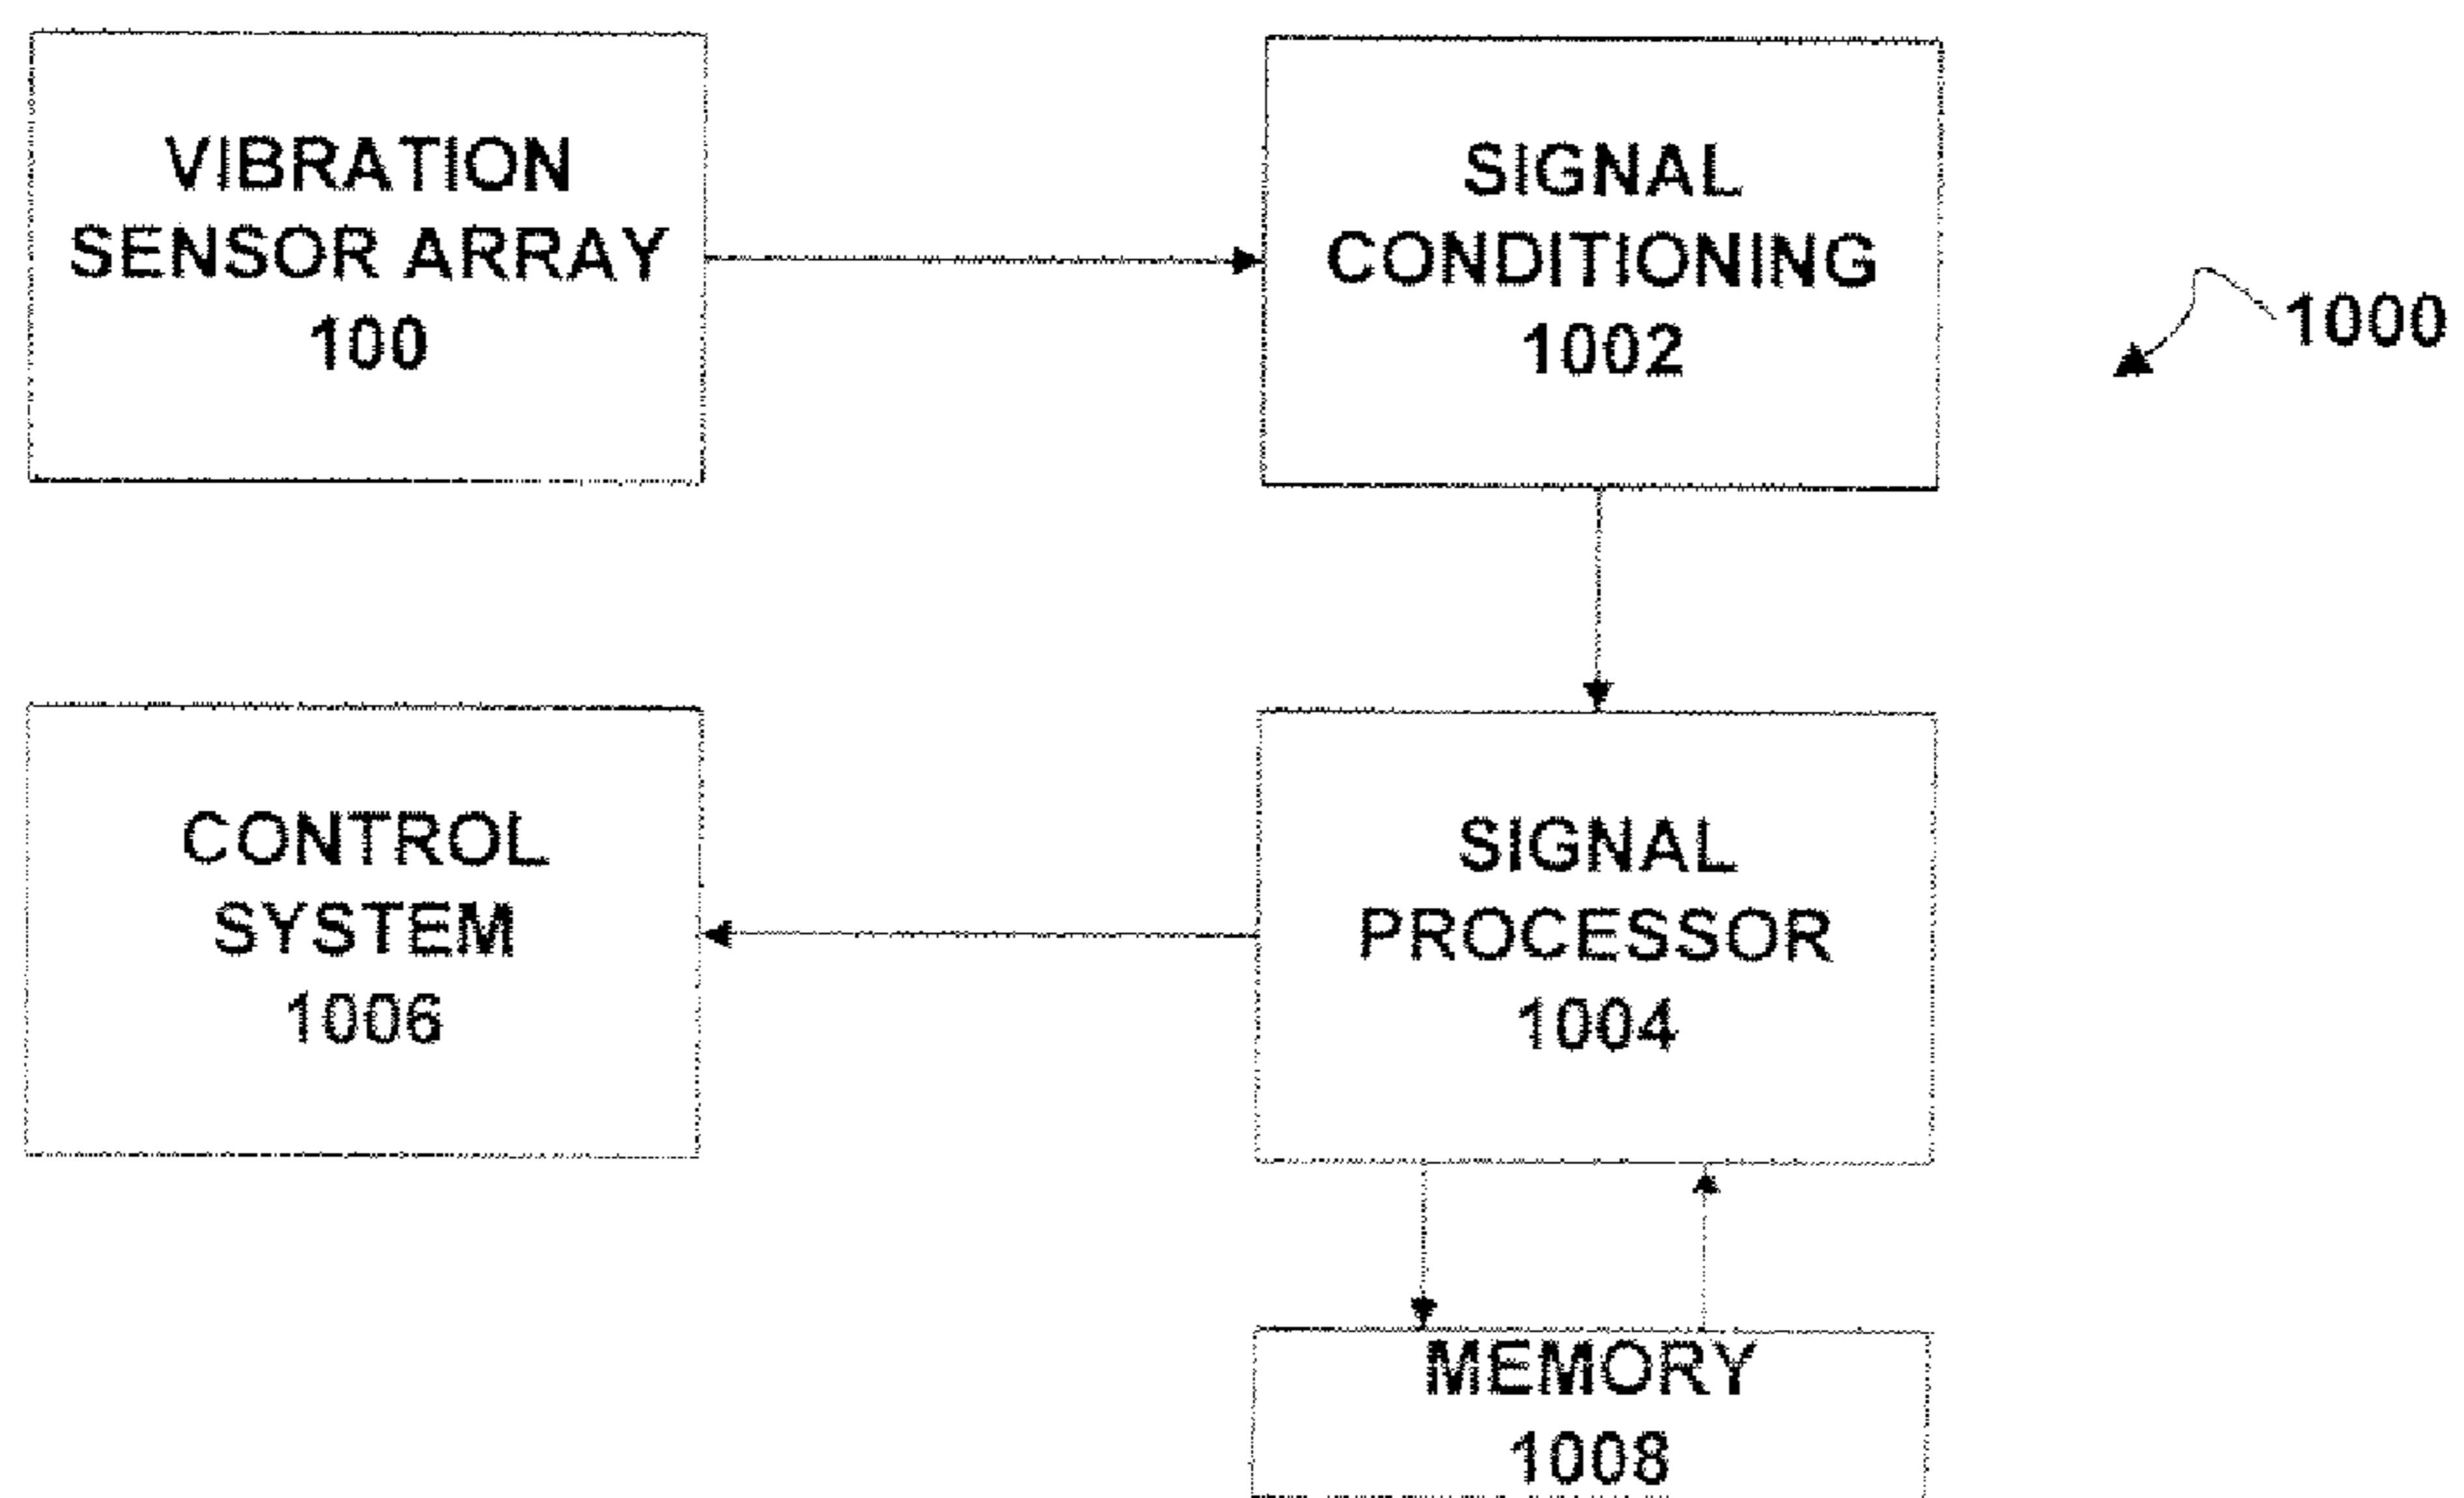 VIBRATION
SENSOR ARRAY
100
SIGNAL
CONDITIONING
1002
1000
CONTROL
SYSTEM
1006
SIGNAL
PROCESSOR
1004
MEMORY
1008